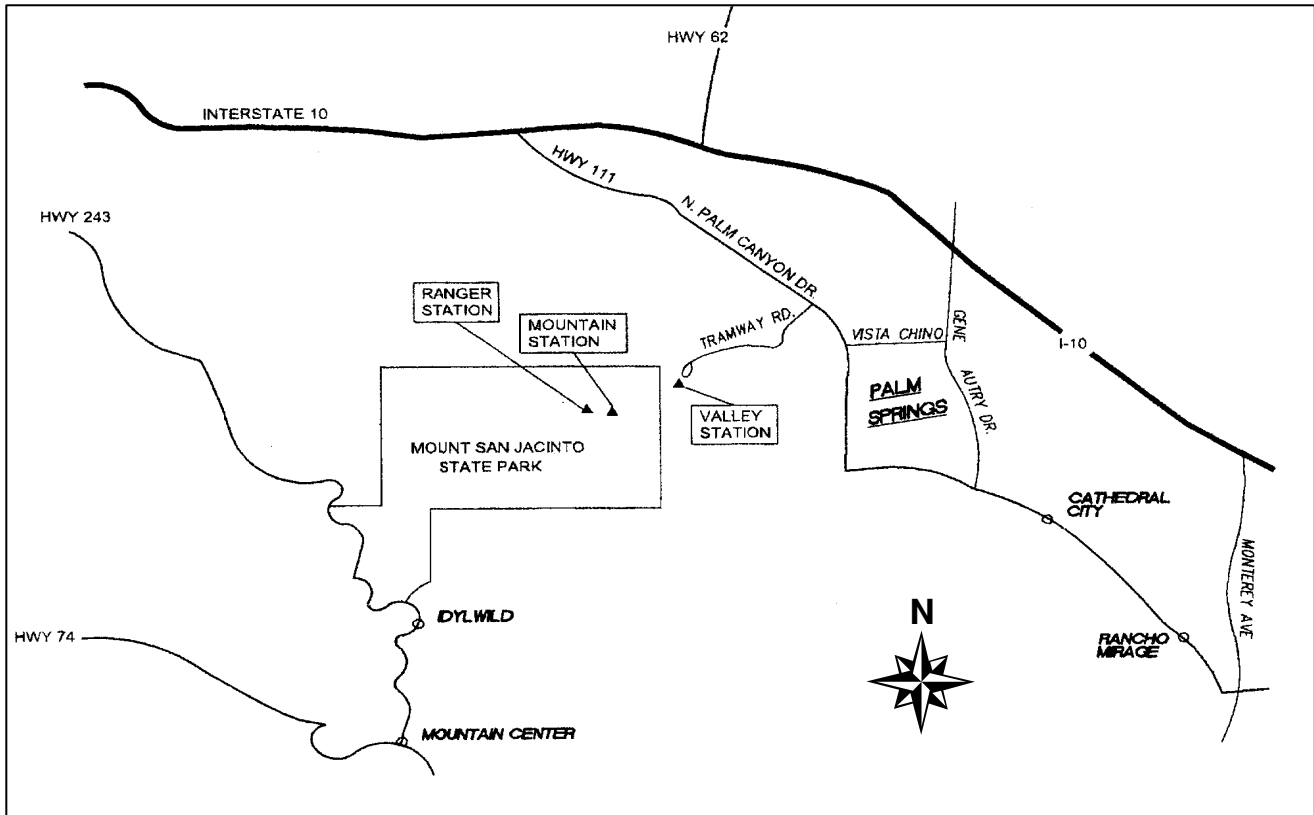 HWY 62
INTERSTATE 10
HWY 111
N. PALM CANYON DR.
HWY 243
RANGER
STATION
MOUNTAIN
STATION
TRAMWAY RD.
VISTA CHINO
GENE
AUTRY DR.
I-10
PALM
SPRINGS
VALLEY
STATION
MOUNT SAN JACINTO
STATE PARK
CATHEDRAL
CITY
MONTEREY AVE
IDYLWILD
N
HWY 74
RANCHO
MIRAGE
MOUNTAIN CENTER